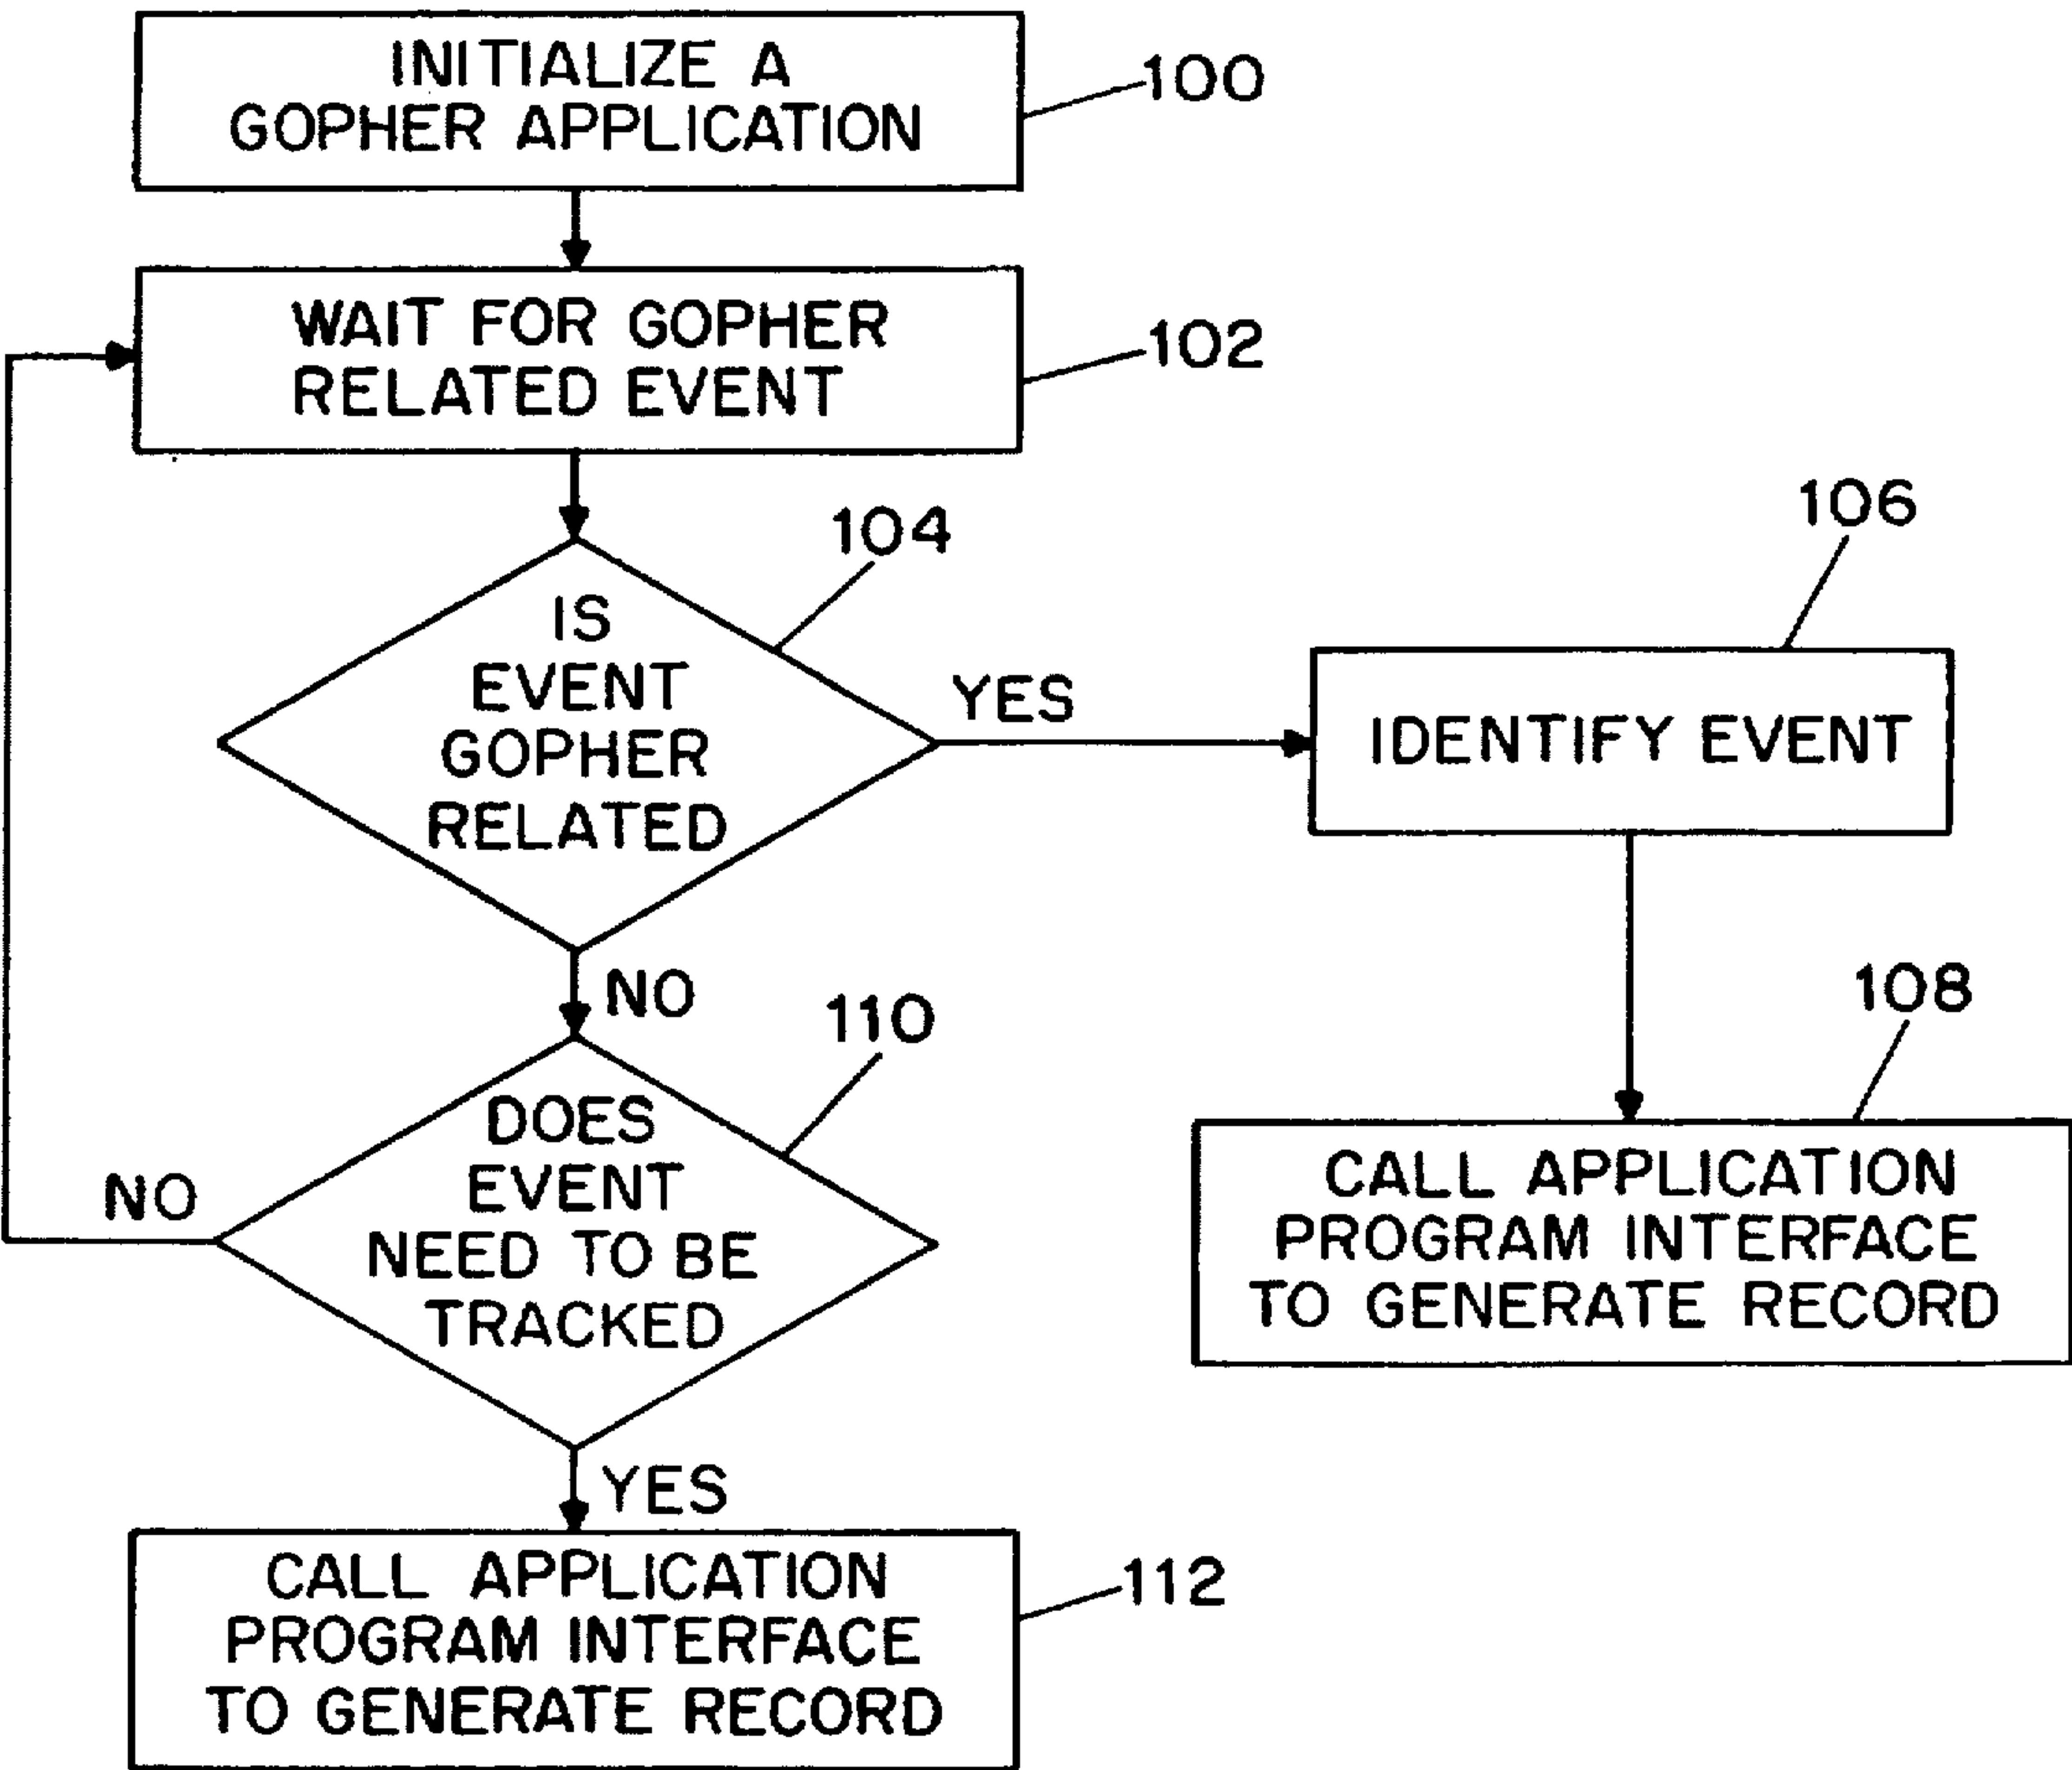 INITIALIZE A
GOPHER APPLICATION
100
WAIT FOR GOPHER
RELATED EVENT
102
104
IS
EVENT
GOPHER
RELATED
YES
106
IDENTIFY EVENT
NO
110
DOES
EVENT
NEED TO BE
TRACKED
NO
108
CALL APPLICATION
PROGRAM INTERFACE
TO GENERATE RECORD
YES
CALL APPLICATION
PROGRAM INTERFACE
TO GENERATE RECORD
112